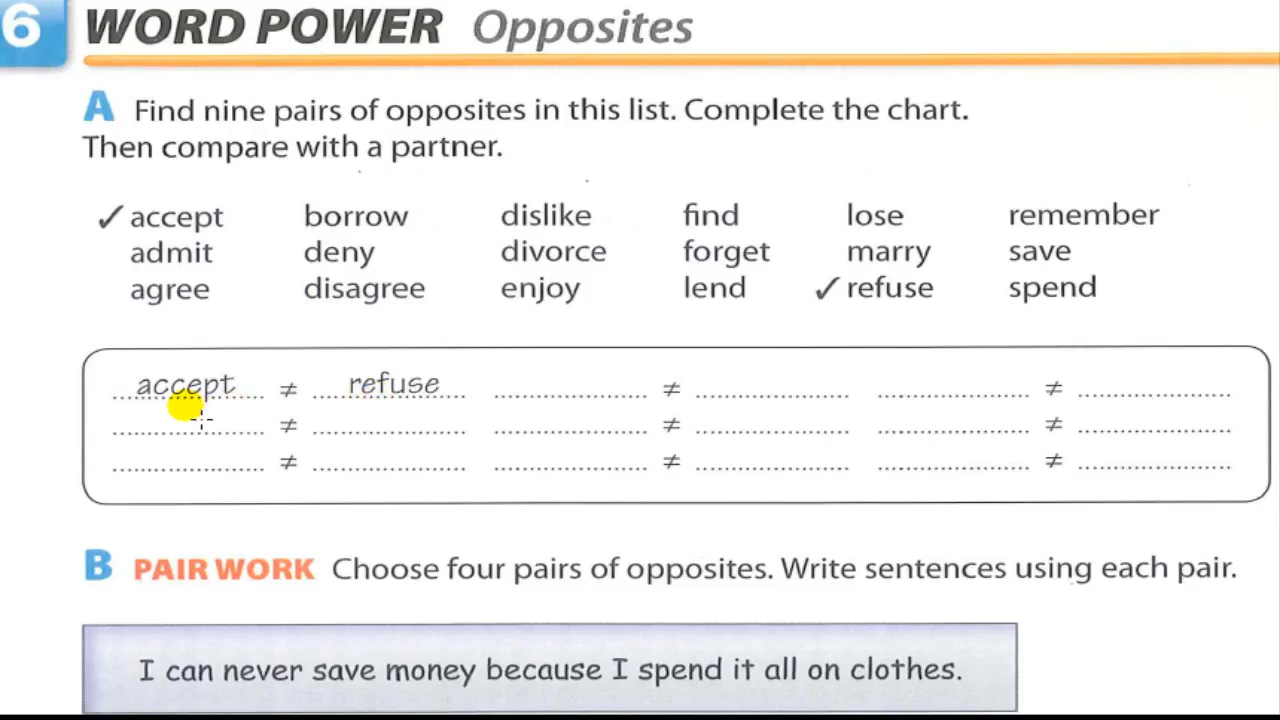 6 WORD POWER Opposites
A Find nine pairs of opposites in this list. Complete the chart.
Then compare with a partner.
✓ accept borrow dislike find lose remember
admit deny divorce forget marry save
agree disagree enjoy lend ✓ refuse spend
accept ≠ refuse ≠ ≠
≠ ≠ ≠
≠ ≠ ≠
B PAIR WORK Choose four pairs of opposites. Write sentences using each pair.
I can never save money because I spend it all on clothes.